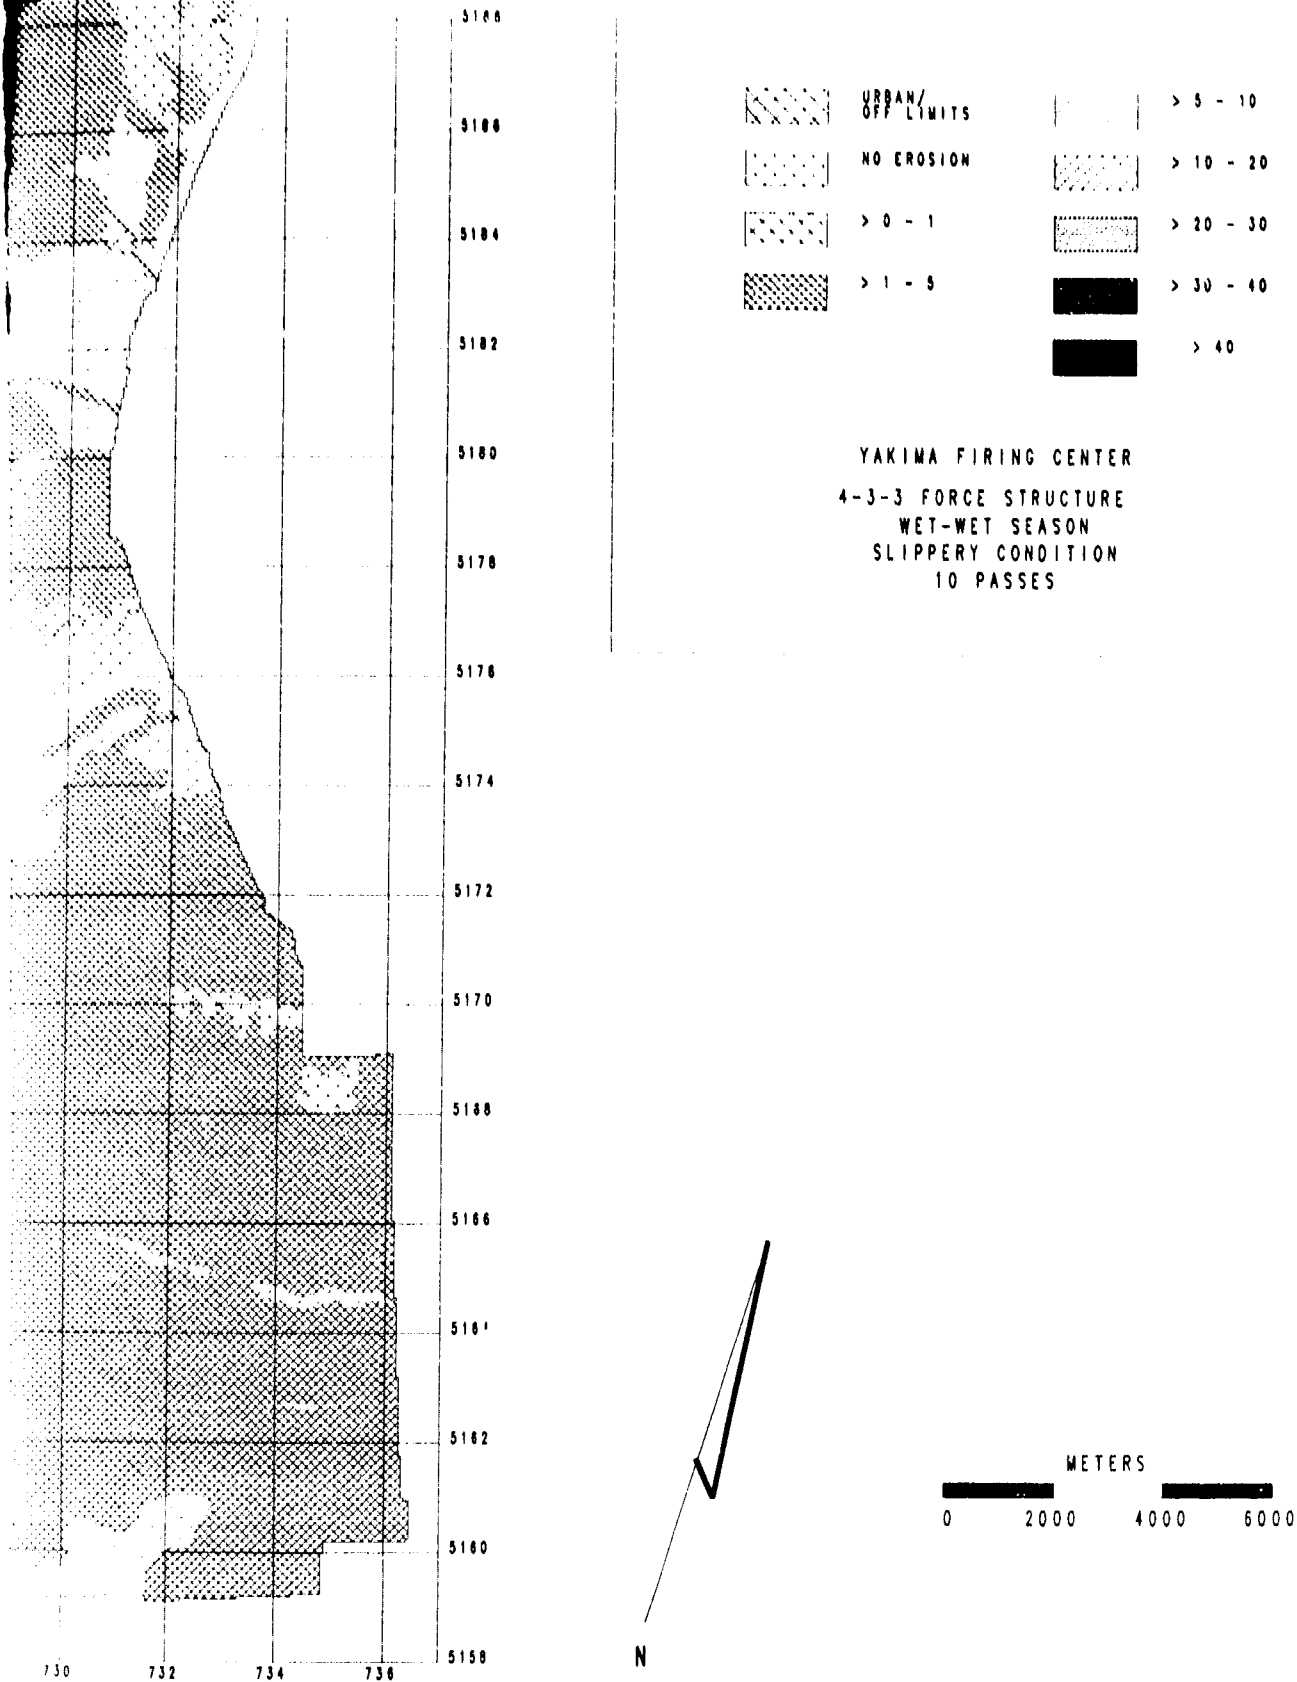 5188
5186
5184
5182
5180
5178
5176
5174
5172
5170
5168
5166
5164
5162
5160
5158
730 732 734 736
URBAN/
OFF LIMITS
NO EROSION
> 0 - 1
> 1 - 5
> 5 - 10
> 10 - 20
> 20 - 30
> 30 - 40
> 40
YAKIMA FIRING CENTER
4-3-3 FORCE STRUCTURE
WET-WET SEASON
SLIPPERY CONDITION
10 PASSES
N
METERS
0 2000 4000 6000